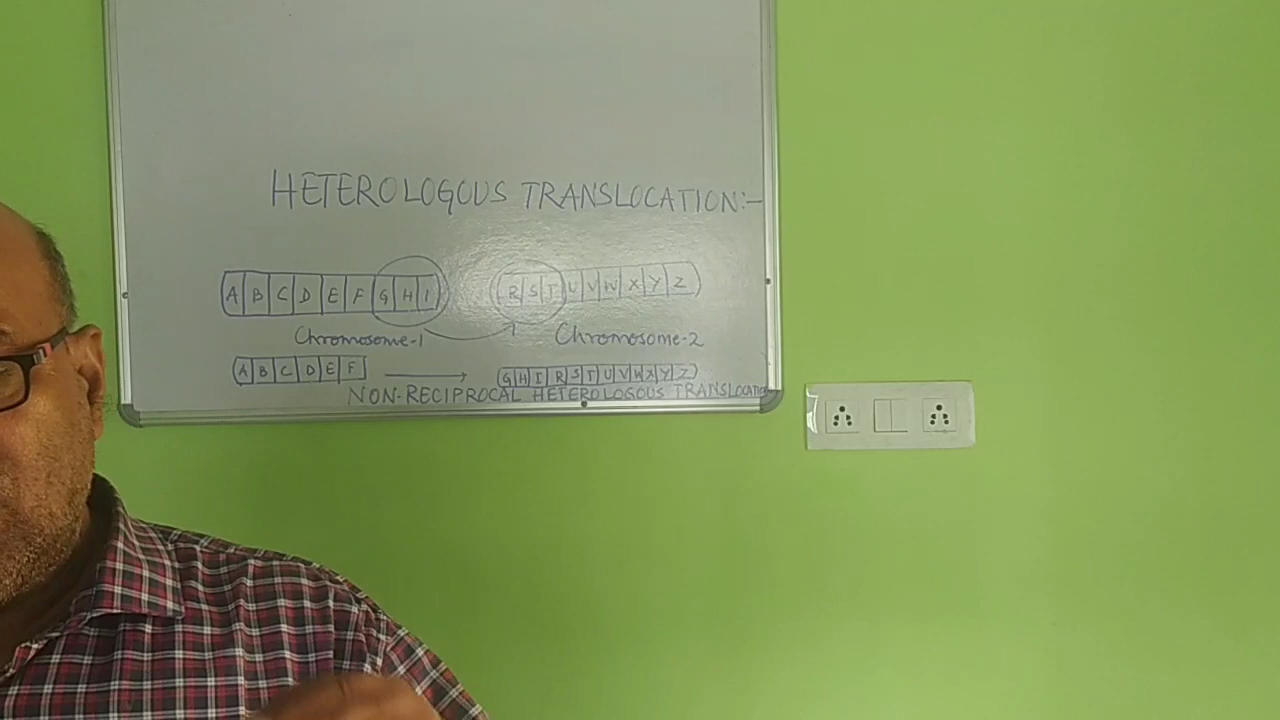 HETEROLOGOUS TRANSLOCATION:-
A B C D E F G H I R S T U V W X Y Z
Chromosome-1 Chromosome-2
A B C D E F G H I R S T U V W X Y Z
NON-RECIPROCAL HETEROLOGOUS TRANSLOCATION